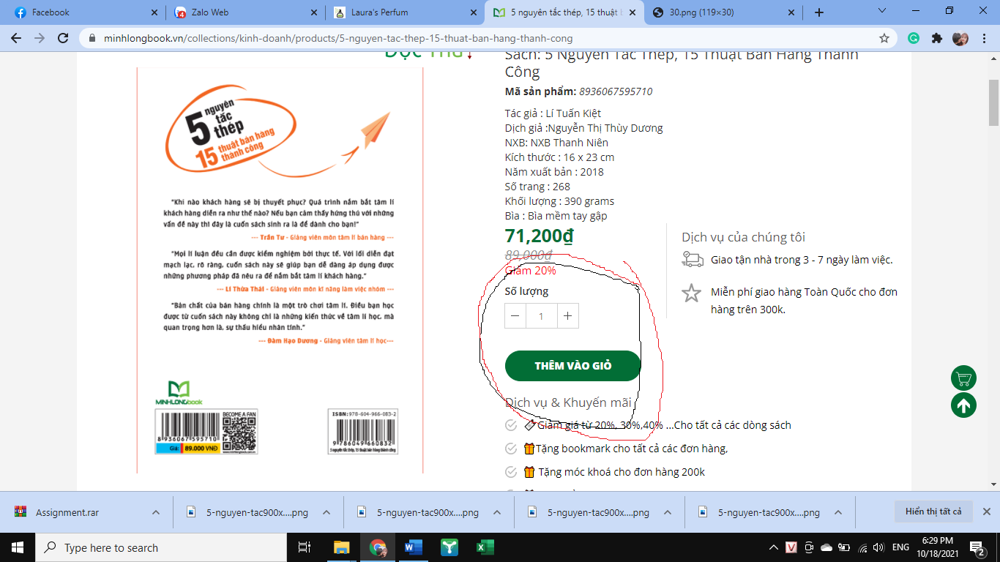 Facebook
Zalo Web
Laura's Perfum
5 nguyên tắc thép, 15 thuật
30.png (119×30)
minhlongbook.vn/collections/kinh-doanh/products/5-nguyen-tac-thep-15-thuat-ban-hang-thanh-cong
Đọc Thử
5 nguyên tắc thép
15 thuật bán hàng thành công
"Khi nào khách hàng sẽ bị thuyết phục? Quá trình nắm bắt tâm lí
khách hàng diễn ra như thế nào? Nếu bạn cảm thấy hứng thú với những
vấn đề này thì đây là cuốn sách sinh ra là để dành cho bạn!"
--- Trần Tư - Giảng viên môn tâm lí bán hàng ---
"Mọi lí luận đều cần được kiểm nghiệm bởi thực tế. Với lối diễn đạt
mạch lạc, rõ ràng, cuốn sách này sẽ giúp bạn dễ dàng áp dụng được
những phương pháp đã nêu ra để nắm bắt tâm lí khách hàng."
--- Lí Thừa Thái - Giảng viên môn kĩ năng làm việc nhóm ---
"Bản chất của bán hàng chính là một trò chơi tâm lí. Điều bạn học
được từ cuốn sách này không chỉ là những kiến thức về tâm lí học, mà
quan trọng hơn là, sự thấu hiểu nhân tính."
--- Đàm Hạo Dương - Giảng viên tâm lí học---
MINHLONGbook
BECOME A FAN
8 936067 595710
Giá: 89.000 VNĐ
www.minhlongbook.com.vn
ISBN: 978-604-966-083-2
9 786049 660832
5 nguyên tắc thép, 15 thuật bán hàng thành công
Sách: 5 Nguyên Tắc Thép, 15 Thuật Bán Hàng Thành
Công
Mã sản phẩm: 8936067595710
Tác giả : Lí Tuấn Kiệt
Dịch giả :Nguyễn Thị Thùy Dương
NXB: NXB Thanh Niên
Kích thước : 16 x 23 cm
Năm xuất bản : 2018
Số trang : 268
Khối lượng : 390 grams
Bìa : Bìa mềm tay gập
71,200₫
89,000₫
Giảm 20%
Số lượng
1
THÊM VÀO GIỎ
Dịch vụ của chúng tôi
Giao tận nhà trong 3 - 7 ngày làm việc.
Miễn phí giao hàng Toàn Quốc cho đơn
hàng trên 300k.
Dịch vụ & Khuyến mãi
Giảm giá từ 20%, 30%,40% ...Cho tất cả các dòng sách
Tặng bookmark cho tất cả các đơn hàng,
Tặng móc khoá cho đơn hàng 200k
Assignment.rar
5-nguyen-tac900x....png
5-nguyen-tac900x....png
5-nguyen-tac900x....png
5-nguyen-tac900x....png
Hiển thị tất cả
Type here to search
ENG
6:29 PM
10/18/2021
2